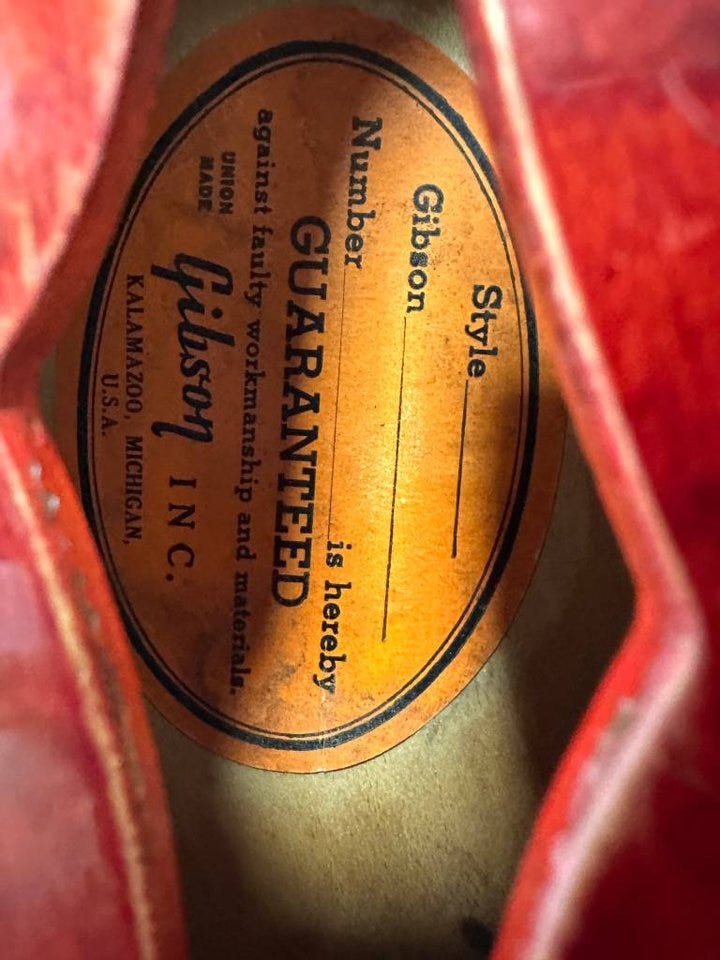 Style
Gibson
Number is hereby
GUARANTEED
against faulty workmanship and materials.
UNION
MADE
Gibson INC.
KALAMAZOO, MICHIGAN,
U.S.A.